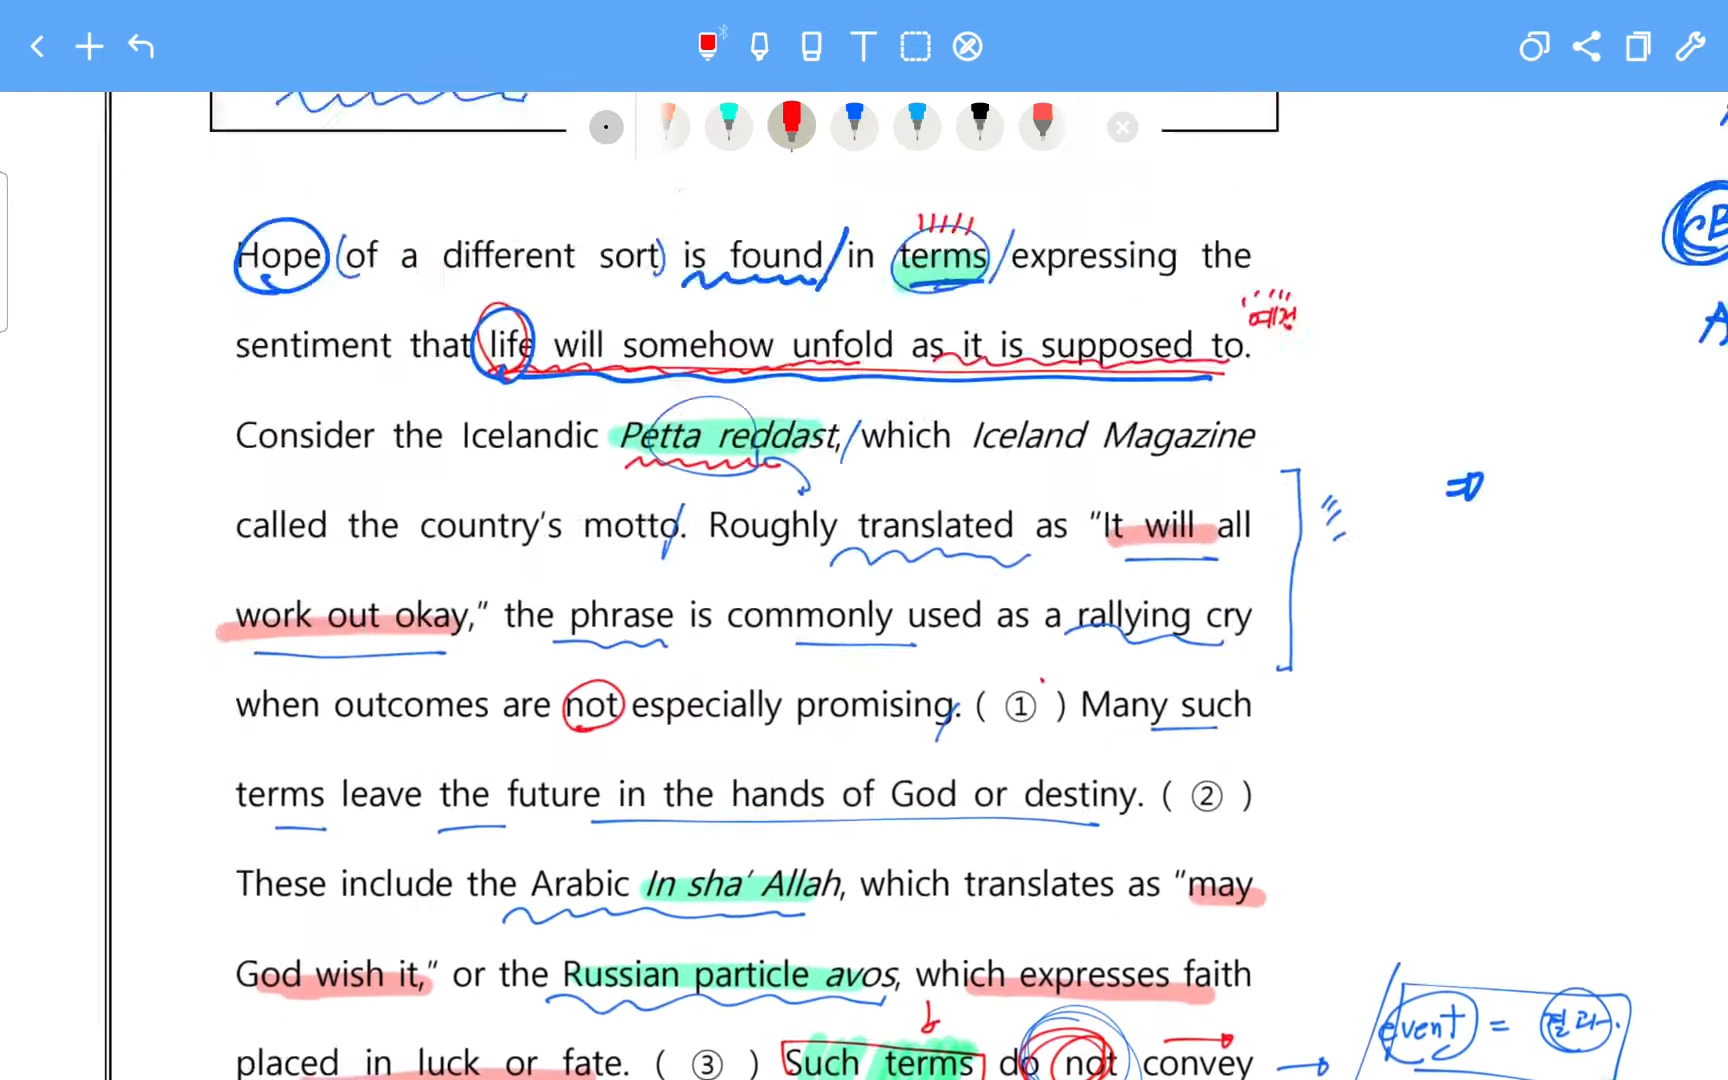 Hope of a different sort is found in terms expressing the
sentiment that life will somehow unfold as it is supposed to.
예정
Consider the Icelandic Petta reddast, which Iceland Magazine
called the country's motto. Roughly translated as "It will all
work out okay," the phrase is commonly used as a rallying cry
when outcomes are not especially promising. ( ① ) Many such
terms leave the future in the hands of God or destiny. ( ② )
These include the Arabic In sha' Allah, which translates as "may
God wish it," or the Russian particle avos, which expresses faith
placed in luck or fate. ( ③ ) Such terms do not convey
event =